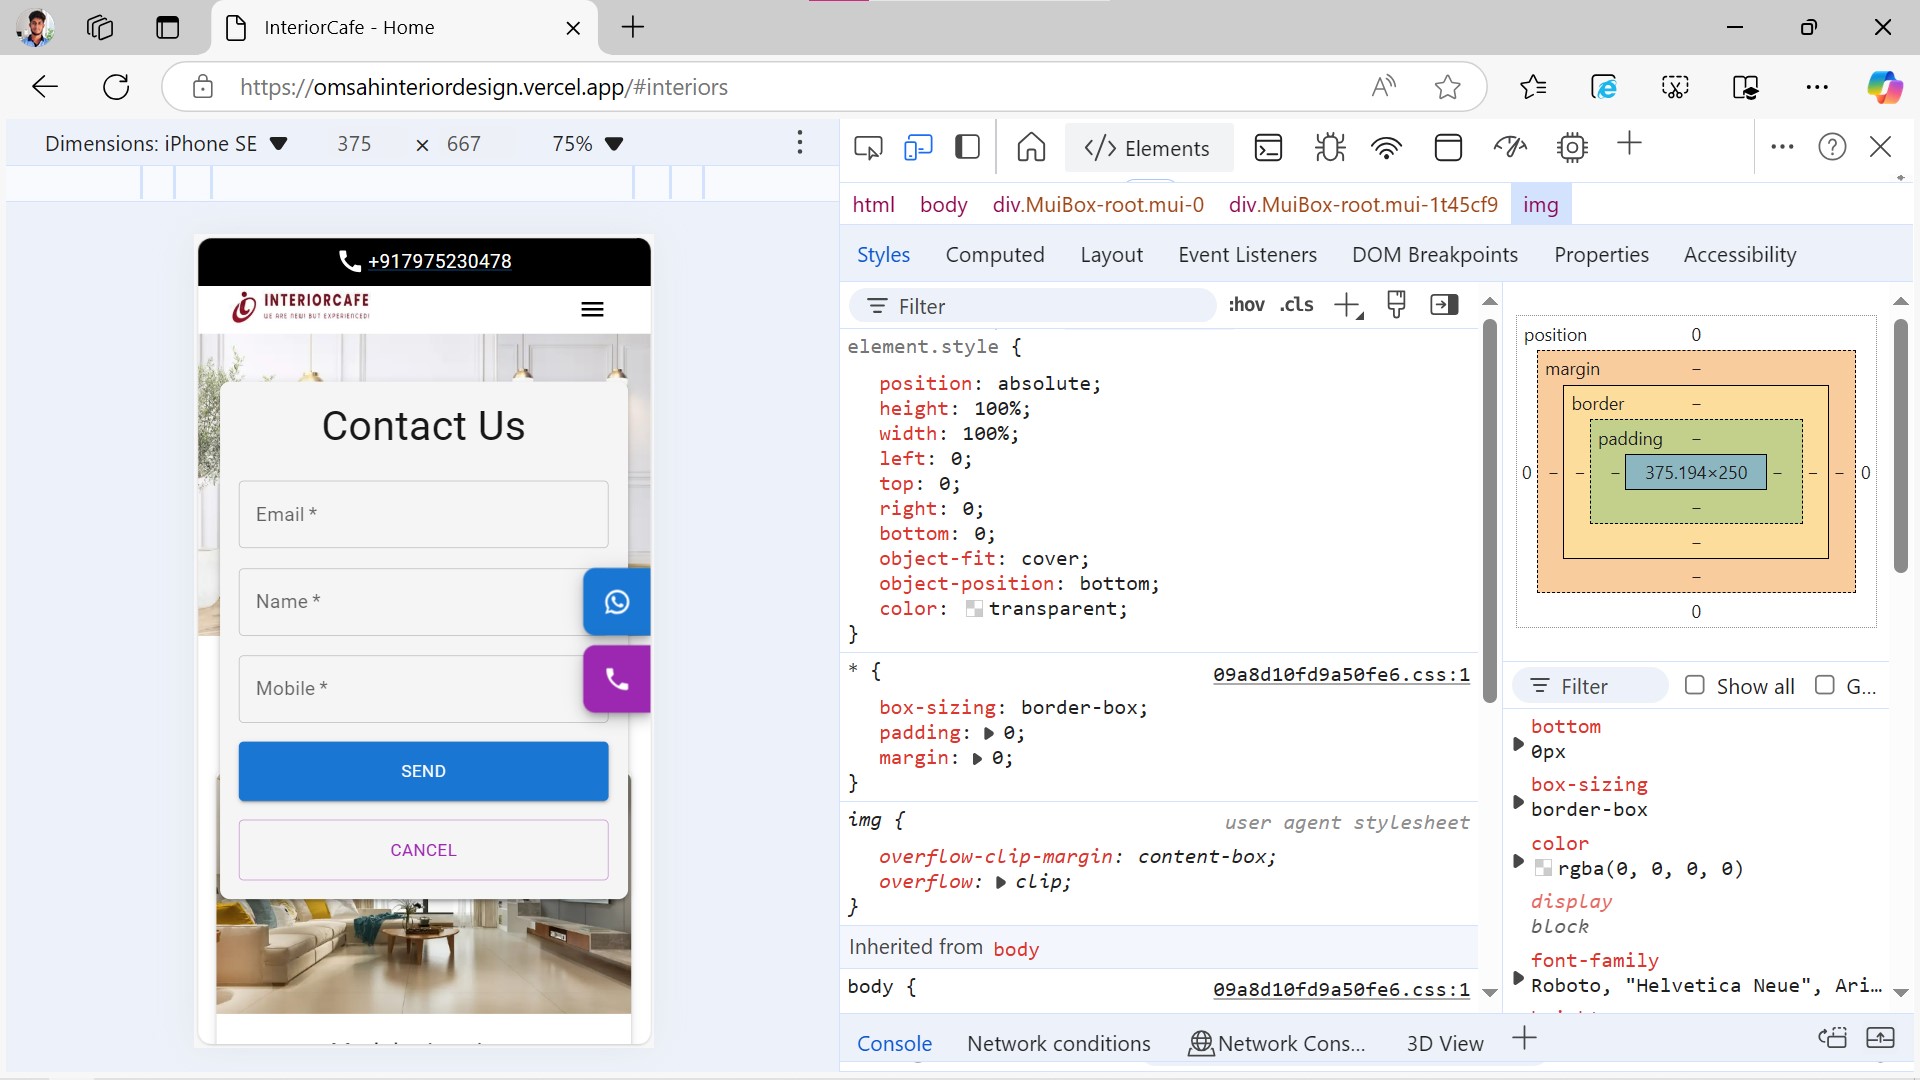 InteriorCafe - Home
https://omsahinteriordesign.vercel.app/#interiors
Dimensions: iPhone SE 375 × 667 75%
+917975230478
INTERIORCAFE
WE ARE NEW! BUT EXPERIENCED!
Contact Us
Email *
Name *
Mobile *
SEND
CANCEL
Elements
html body div.MuiBox-root.mui-0 div.MuiBox-root.mui-1t45cf9 img
Styles Computed Layout Event Listeners DOM Breakpoints Properties Accessibility
Filter :hov .cls
element.style {
position: absolute;
height: 100%;
width: 100%;
left: 0;
top: 0;
right: 0;
bottom: 0;
object-fit: cover;
object-position: bottom;
color: transparent;
}
* { 09a8d10fd9a50fe6.css:1
box-sizing: border-box;
padding: 0;
margin: 0;
}
img { user agent stylesheet
overflow-clip-margin: content-box;
overflow: clip;
}
Inherited from body
body { 09a8d10fd9a50fe6.css:1
position 0
margin –
border –
padding –
0 – – – 375.194×250 – – – 0
–
–
–
0
Filter Show all G...
bottom
0px
box-sizing
border-box
color
rgba(0, 0, 0, 0)
display
block
font-family
Roboto, "Helvetica Neue", Ari…
Console Network conditions Network Cons... 3D View